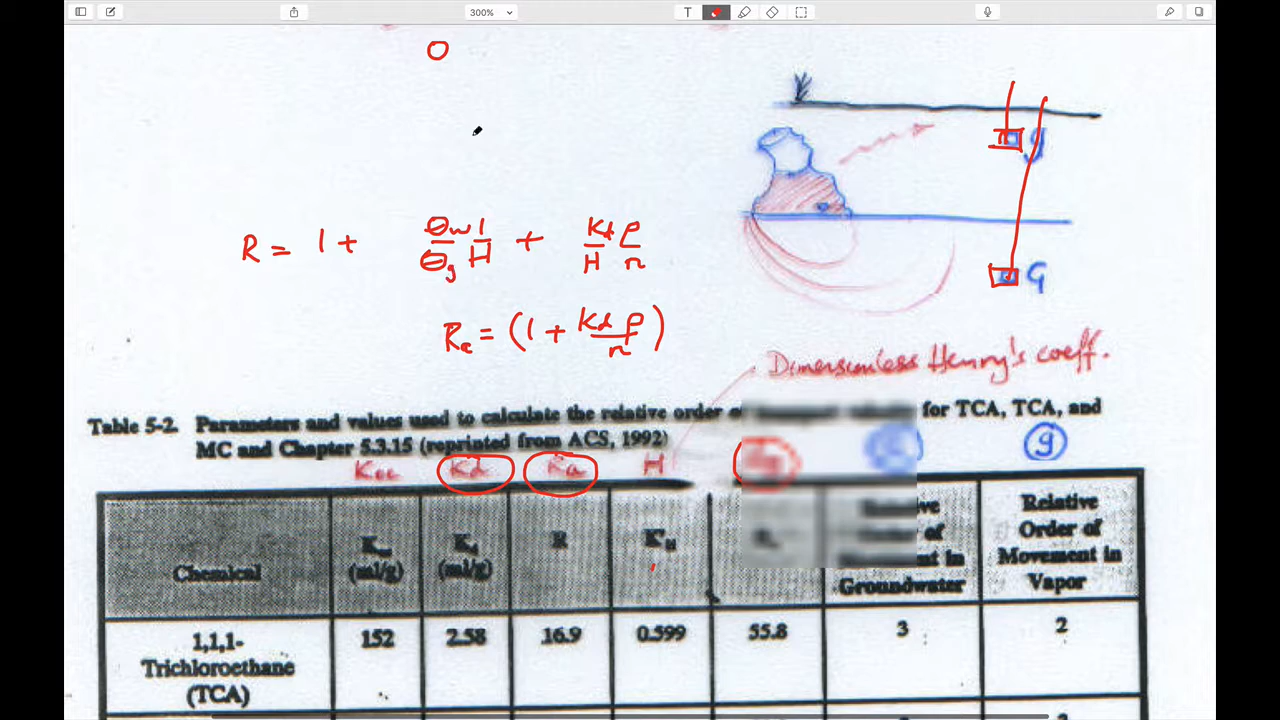 300%
T
0
g
R = 1 + θw/θg 1/H + Kd/H ρ/n
G
Ra = (1 + Kd ρ/n)
Dimensionless Henry's coeff.
Table 5-2. Parameters and values used to calculate the relative order for TCA, TCA, and
MC and Chapter 5.3.15 (reprinted from ACS, 1992)
Koc Kd Ra H g
Chemical
Koc (ml/g)
Kd (ml/g)
R
K'H
Relative
Order of
Movement in
Groundwater
Relative
Order of
Movement in
Vapor
1,1,1-
Trichloroethane
(TCA)
152 2.58 16.9 0.599 55.8 3 2